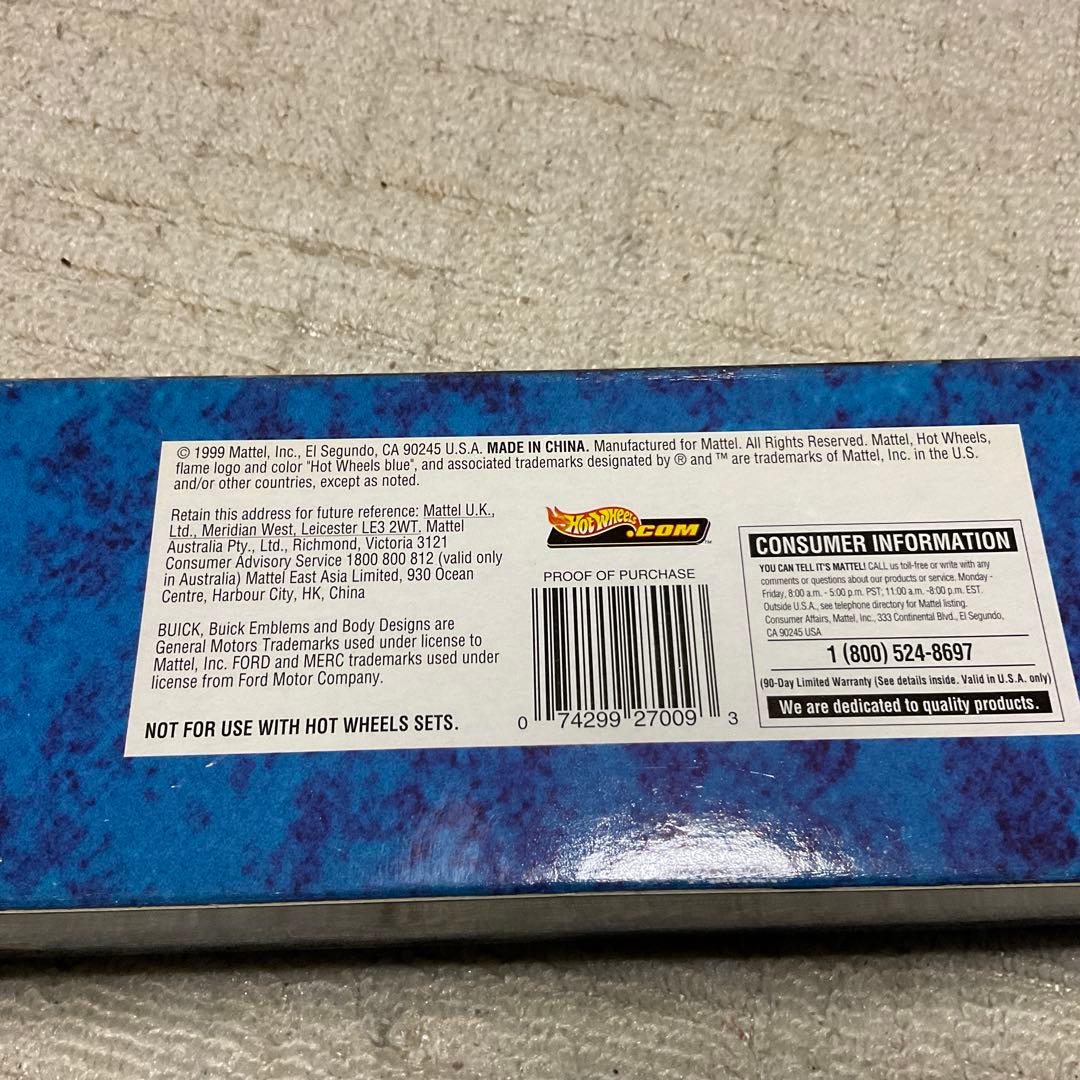 © 1999 Mattel, Inc., El Segundo, CA 90245 U.S.A. MADE IN CHINA. Manufactured for Mattel. All Rights Reserved. Mattel, Hot Wheels,
flame logo and color "Hot Wheels blue", and associated trademarks designated by ® and ™ are trademarks of Mattel, Inc. in the U.S.
and/or other countries, except as noted.
Retain this address for future reference: Mattel U.K.,
Ltd., Meridian West, Leicester LE3 2WT. Mattel
Australia Pty., Ltd., Richmond, Victoria 3121
Consumer Advisory Service 1800 800 812 (valid only
in Australia) Mattel East Asia Limited, 930 Ocean
Centre, Harbour City, HK, China
BUICK, Buick Emblems and Body Designs are
General Motors Trademarks used under license to
Mattel, Inc. FORD and MERC trademarks used under
license from Ford Motor Company.
NOT FOR USE WITH HOT WHEELS SETS.
Hot Wheels .COM™
PROOF OF PURCHASE
0 74299 27009 3
CONSUMER INFORMATION
YOU CAN TELL IT'S MATTEL! CALL us toll-free or write with any
comments or questions about our products or service. Monday -
Friday, 8:00 a.m. - 5:00 p.m. PST; 11:00 a.m. -8:00 p.m. EST.
Outside U.S.A., see telephone directory for Mattel listing.
Consumer Affairs, Mattel, Inc., 333 Continental Blvd., El Segundo,
CA 90245 USA
1 (800) 524-8697
(90-Day Limited Warranty (See details inside. Valid in U.S.A. only)
We are dedicated to quality products.